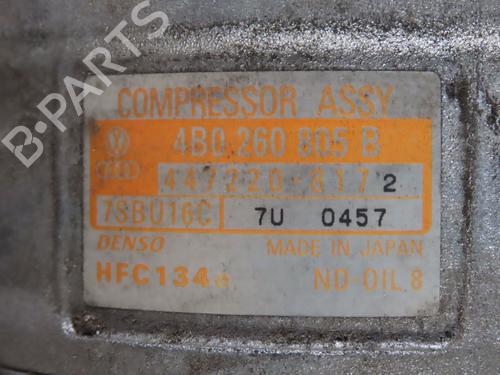 COMPRESSOR ASSY
4B0 260 805 B
447220-8172
7SBU16C 7U 0457
DENSO MADE IN JAPAN
HFC134a ND-OIL 8
B-PARTS